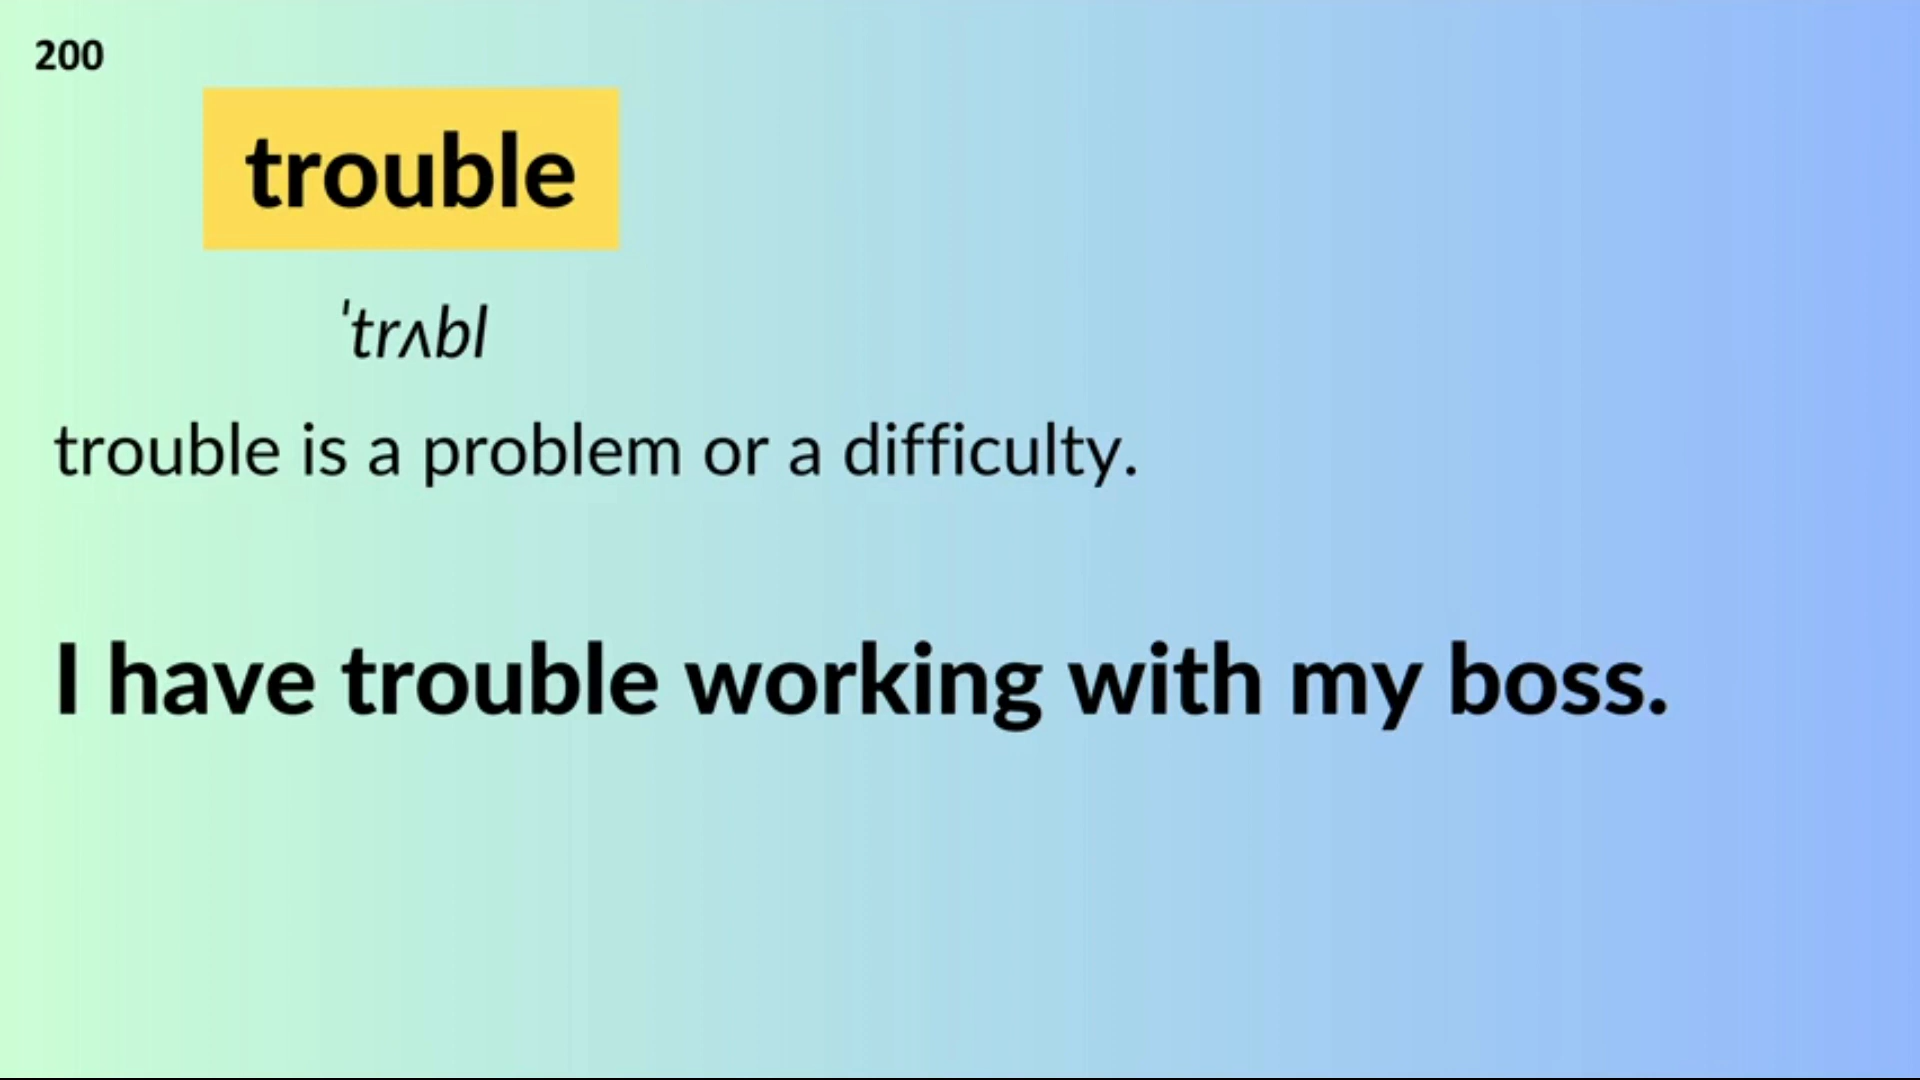 200
trouble
ˈtrʌbl
trouble is a problem or a difficulty.
I have trouble working with my boss.